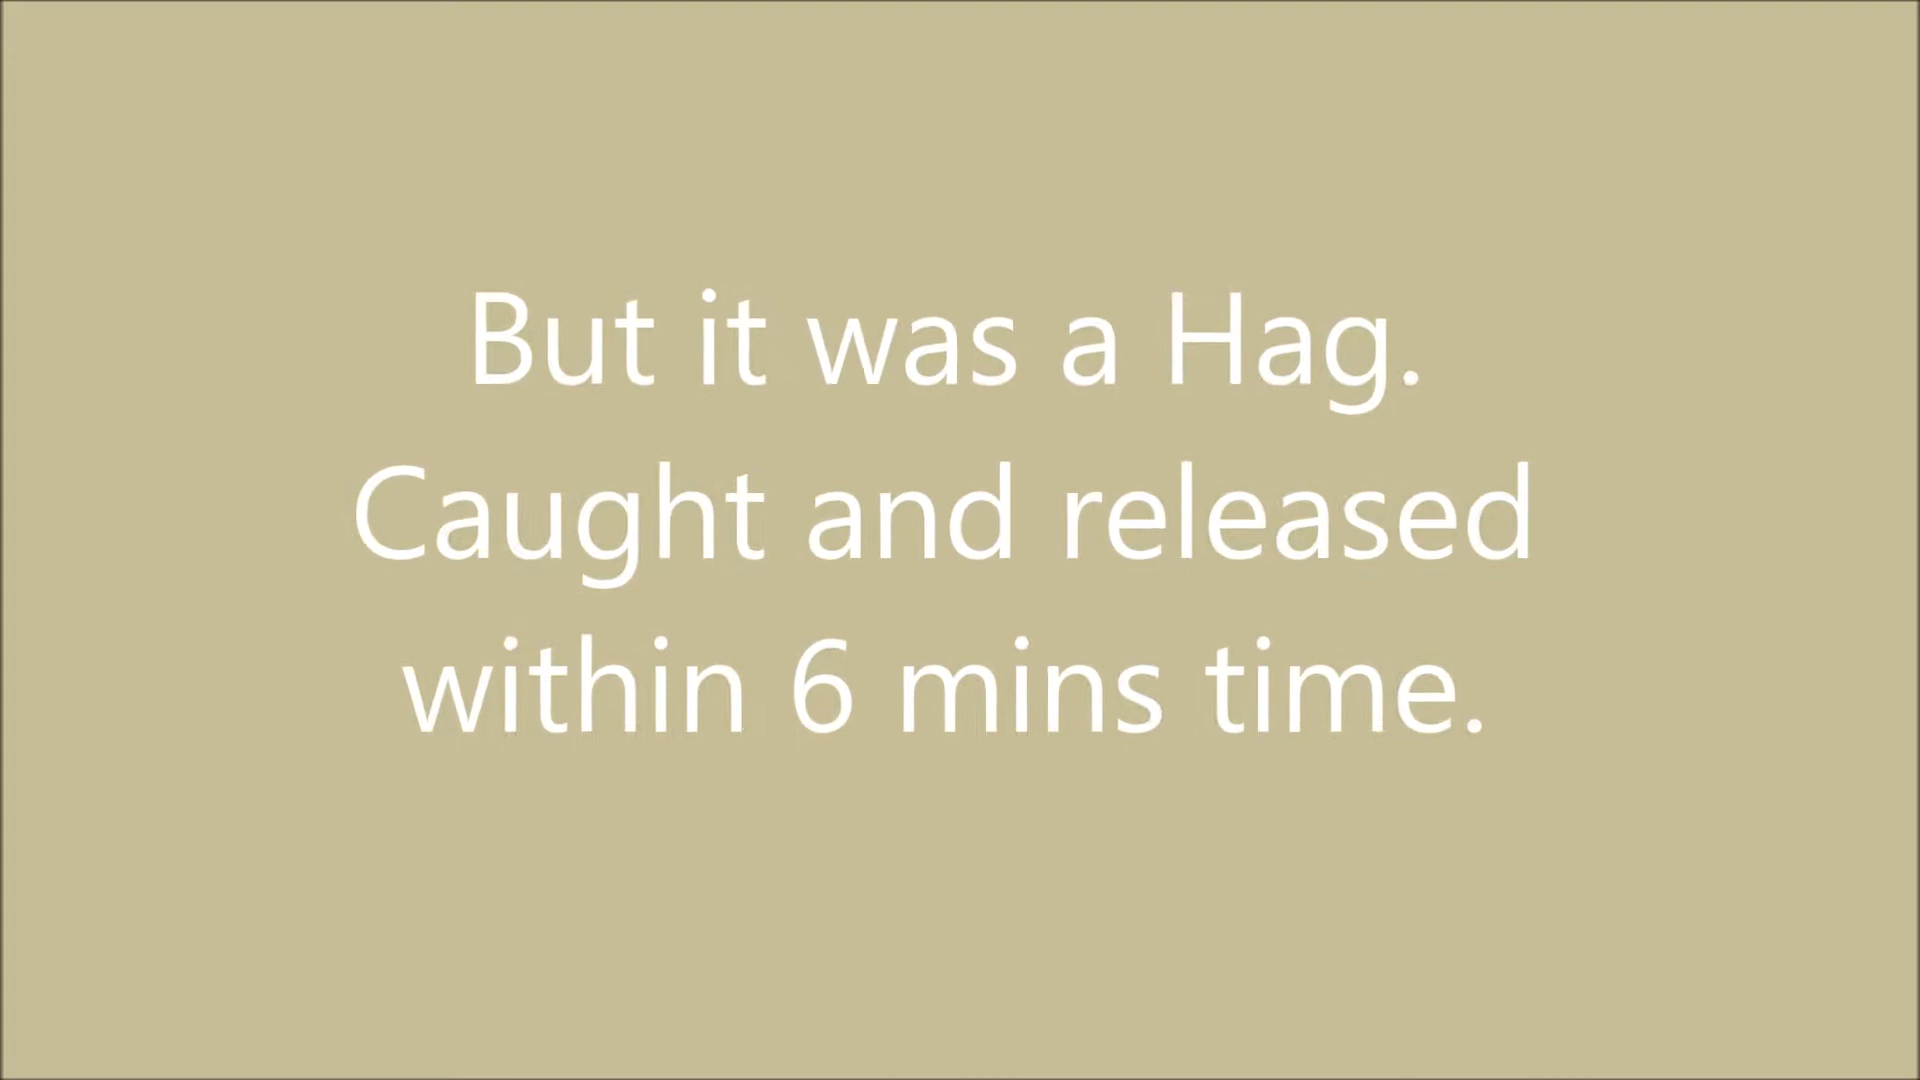 But it was a Hag.
Caught and released
within 6 mins time.